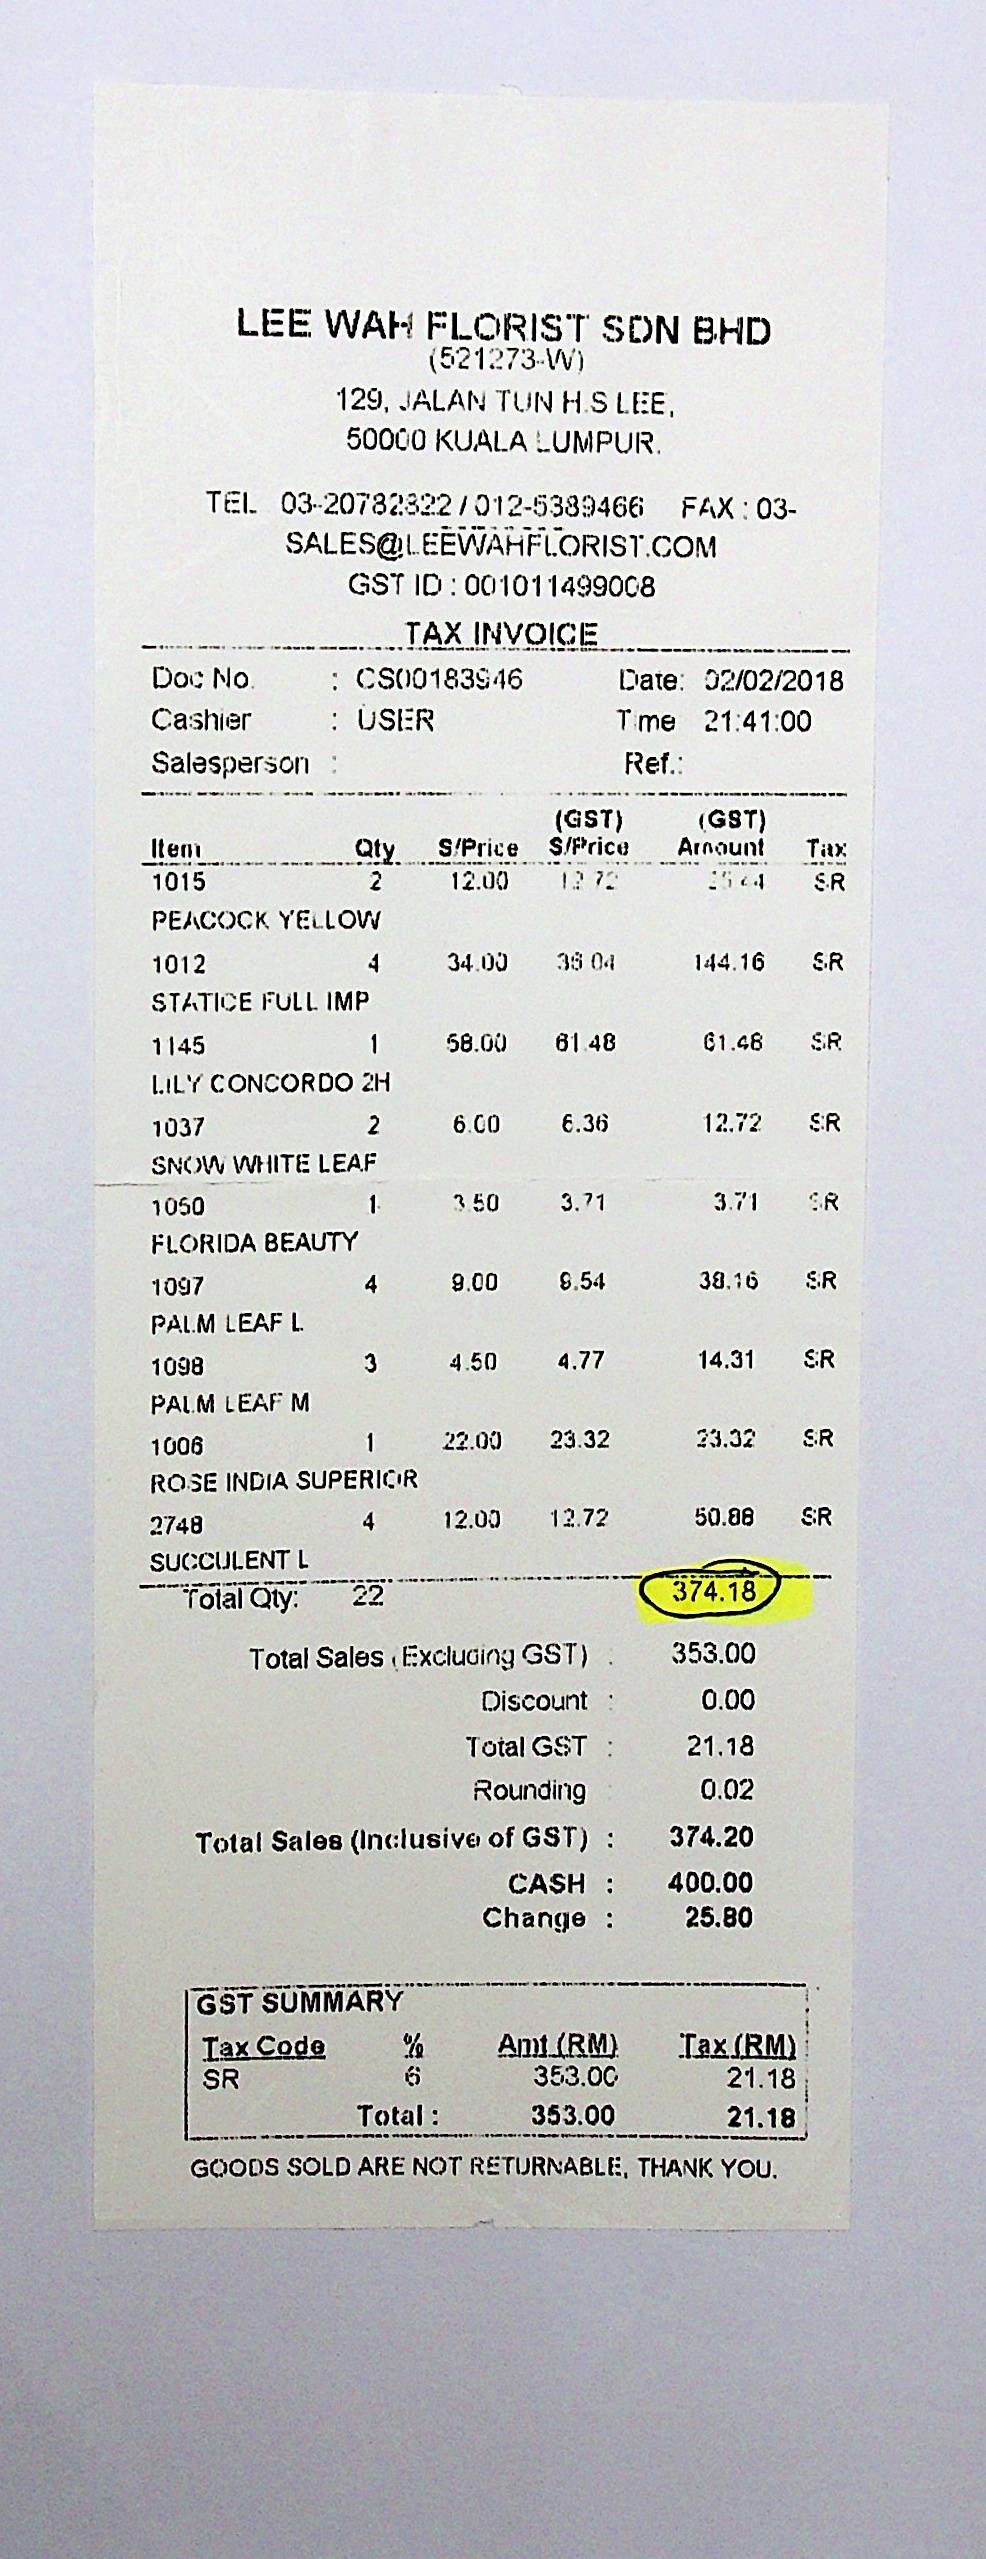 LEE WAH FLORIST SDN BHD
(521273-W)
129, JALAN TUN H.S LEE,
50000 KUALA LUMPUR.
TEL 03-20782822 / 012-5389466 FAX : 03-
SALES@LEEWAHFLORIST.COM
GST ID : 001011499008
TAX INVOICE
Doc No. : CS00183946 Date: 02/02/2018
Cashier : USER Time 21:41:00
Salesperson : Ref.:
(GST) (GST)
Item Qty S/Price S/Price Amount Tax
1015 2 12.00 12.72 25.44 SR
PEACOCK YELLOW
1012 4 34.00 36.04 144.16 SR
STATICE FULL IMP
1145 1 58.00 61.48 61.48 SR
LILY CONCORDO 2H
1037 2 6.00 6.36 12.72 SR
SNOW WHITE LEAF
1050 1 3.50 3.71 3.71 SR
FLORIDA BEAUTY
1097 4 9.00 9.54 38.16 SR
PALM LEAF L
1098 3 4.50 4.77 14.31 SR
PALM LEAF M
1006 1 22.00 23.32 23.32 SR
ROSE INDIA SUPERIOR
2748 4 12.00 12.72 50.88 SR
SUCCULENT L
Total Qty: 22 374.18
Total Sales (Excluding GST) : 353.00
Discount : 0.00
Total GST : 21.18
Rounding 0.02
Total Sales (Inclusive of GST) : 374.20
CASH : 400.00
Change : 25.80
GST SUMMARY
Tax Code % Amt (RM) Tax (RM)
SR 6 353.00 21.18
Total : 353.00 21.18
GOODS SOLD ARE NOT RETURNABLE, THANK YOU.